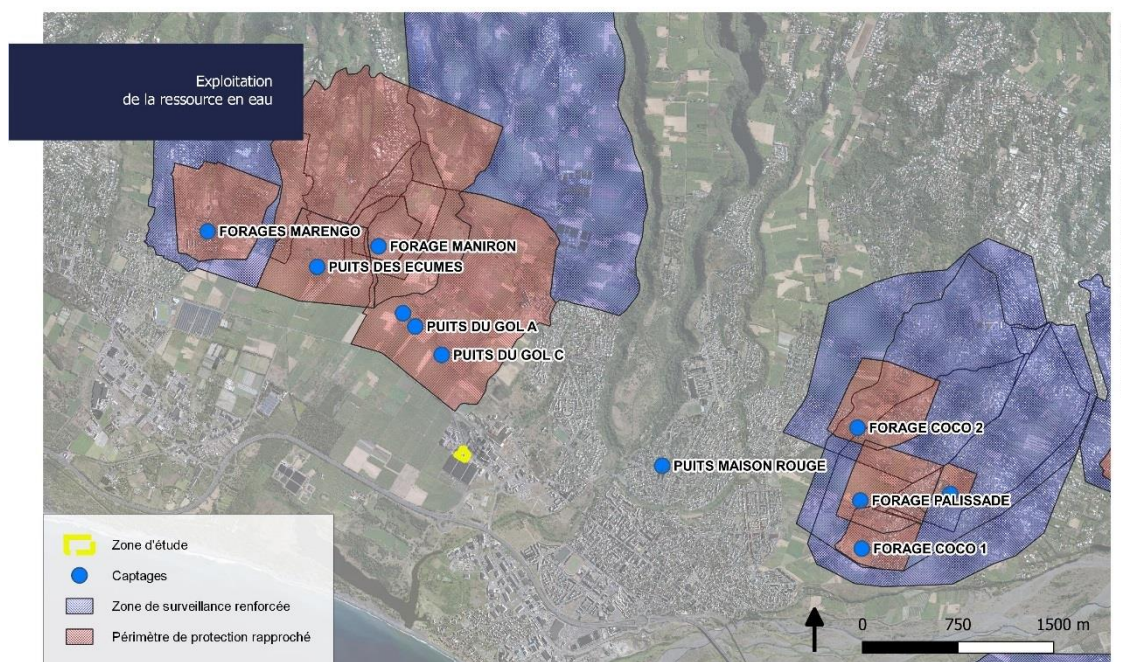 Exploitation
de la ressource en eau
FORAGES MARENGO
FORAGE MANIRON
PUITS DES ECUMES
PUITS DU GOL A
PUITS DU GOL C
FORAGE COCO 2
PUITS MAISON ROUGE
FORAGE PALISSADE
FORAGE COCO 1
Zone d'étude
Captages
Zone de surveillance renforcée
Périmètre de protection rapproché
0 750 1500 m